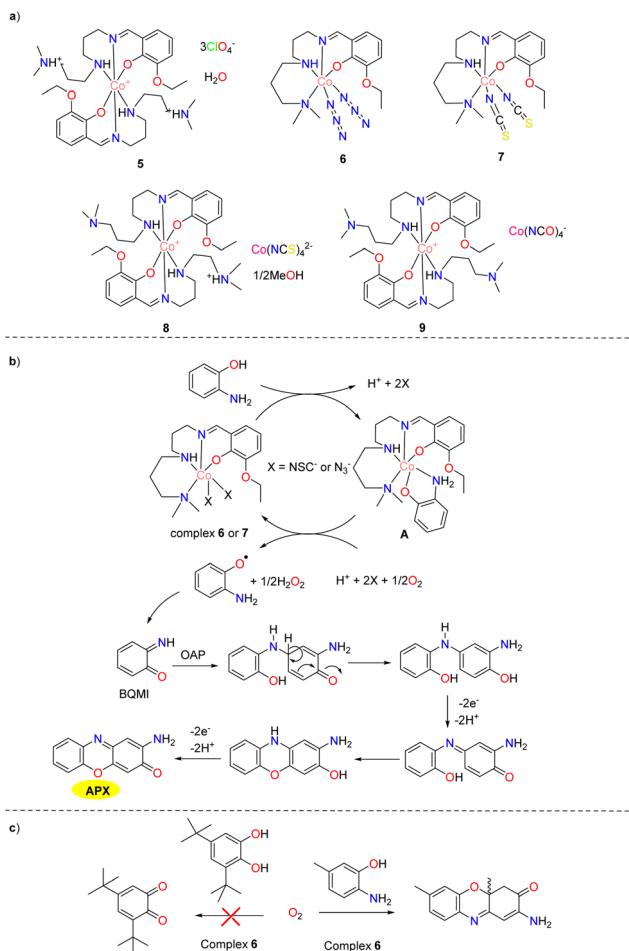 a)
NH⁺
N
NH
O
Co⁺
O
3ClO₄⁻
H₂O
O
O
NH
⁺HN
N
5
N
NH
O
Co
O
N
N
N
N
N
N
N
6
N
NH
O
Co
O
N
N
N
C
C
S
S
7
N
N
NH
O
Co⁺
O
O
O
NH
⁺HN
N
Co(NCS)₄²⁻
1/2MeOH
8
N
N
NH
O
Co⁺
O
O
O
NH
N
N
Co(NCO)₄⁻
9
b)
OH
NH₂
H⁺ + 2X
N
NH
O
Co
O
N
X
X
complex 6 or 7
X = NSC⁻ or N₃⁻
N
NH
O
Co
O
N
NH₂
O
A
O•
NH₂
+ 1/2H₂O₂
H⁺ + 2X + 1/2O₂
NH
O
BQMI
OAP
H
N
H
NH₂
OH
O
H
N
NH₂
OH
OH
-2e⁻
-2H⁺
N
NH₂
OH
O
H
N
NH₂
O
OH
-2e⁻
-2H⁺
N
NH₂
O
O
APX
c)
O
O
OH
OH
Complex 6
O₂
OH
NH₂
Complex 6
O
O
N
NH₂